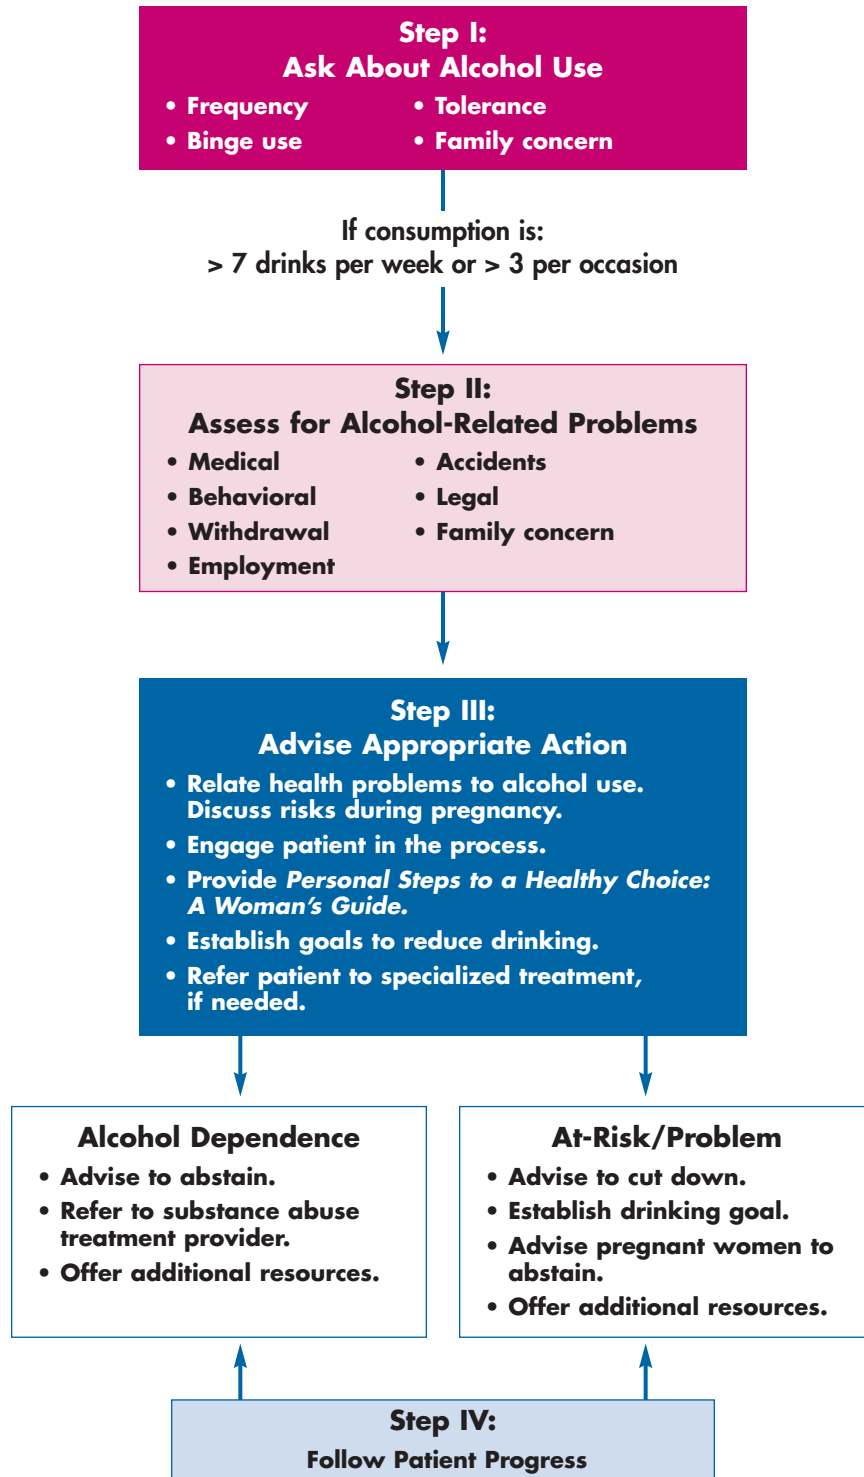 Step I:
Ask About Alcohol Use
• Frequency
• Binge use
• Tolerance
• Family concern
If consumption is:
> 7 drinks per week or > 3 per occasion
Step II:
Assess for Alcohol-Related Problems
• Medical
• Behavioral
• Withdrawal
• Employment
• Accidents
• Legal
• Family concern
Step III:
Advise Appropriate Action
• Relate health problems to alcohol use.
Discuss risks during pregnancy.
• Engage patient in the process.
• Provide Personal Steps to a Healthy Choice:
A Woman’s Guide.
• Establish goals to reduce drinking.
• Refer patient to specialized treatment,
if needed.
Alcohol Dependence
• Advise to abstain.
• Refer to substance abuse
treatment provider.
• Offer additional resources.
At-Risk/Problem
• Advise to cut down.
• Establish drinking goal.
• Advise pregnant women to
abstain.
• Offer additional resources.
Step IV:
Follow Patient Progress